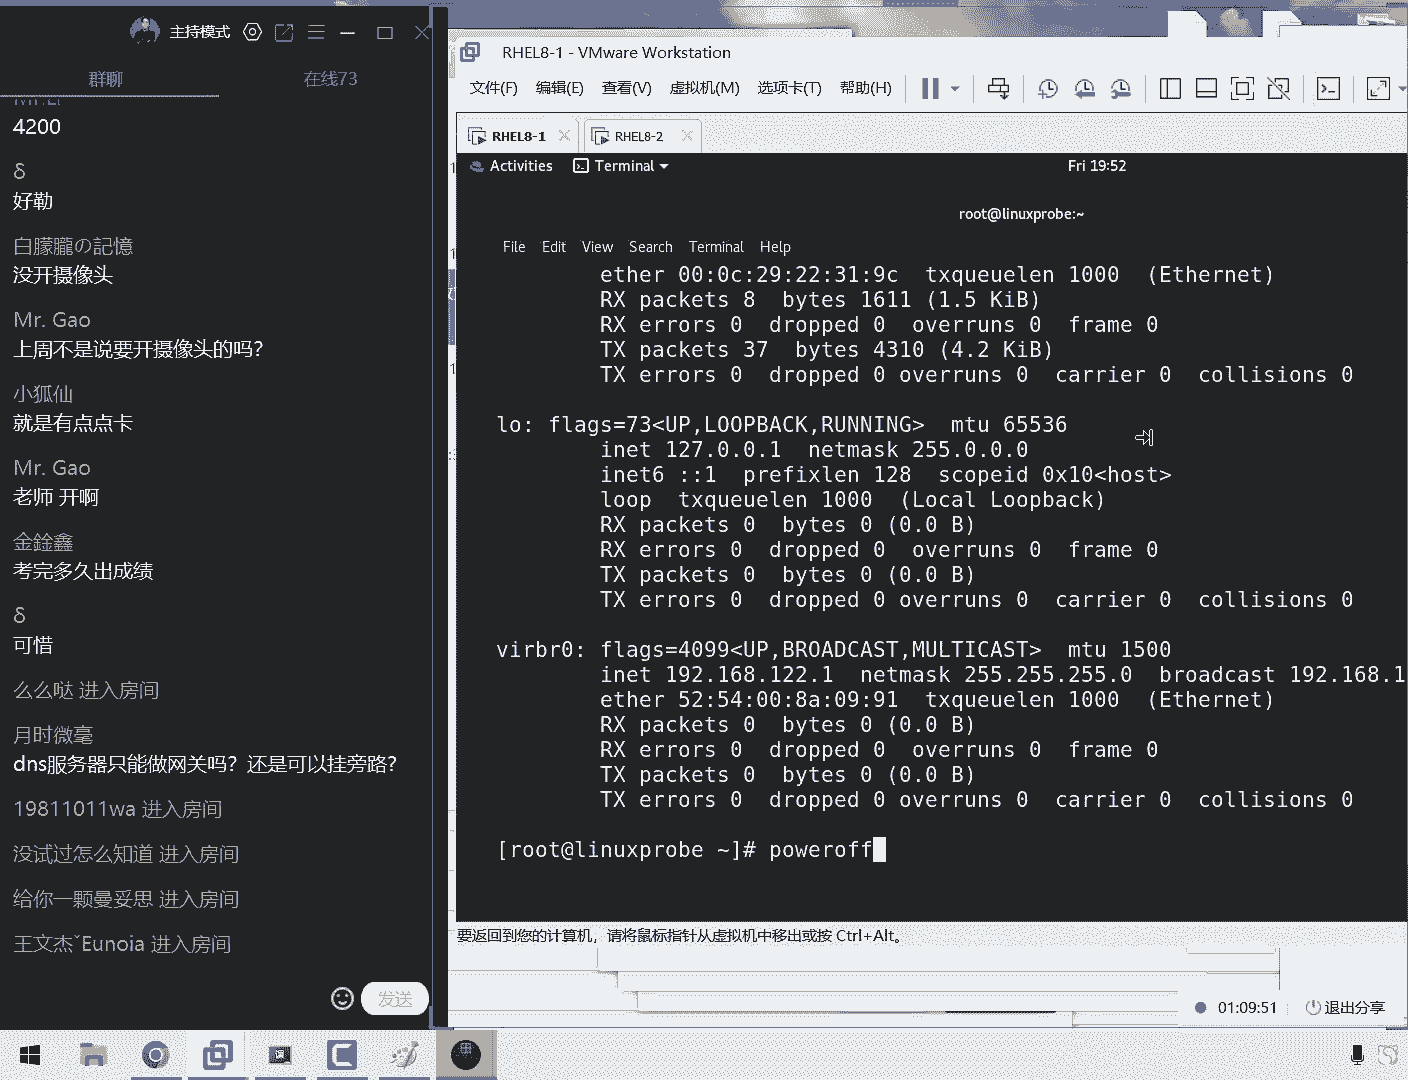 主持模式
群聊
在线73
4200
δ
好勒
白朦朧の記憶
没开摄像头
Mr. Gao
上周不是说要开摄像头的吗?
小狐仙
就是有点点卡
Mr. Gao
老师 开啊
金銓鑫
考完多久出成绩
δ
可惜
么么哒 进入房间
月时微毫
dns服务器只能做网关吗? 还是可以挂旁路?
19811011wa 进入房间
没试过怎么知道 进入房间
给你一颗曼妥思 进入房间
王文杰ˇEunoia 进入房间
发送
RHEL8-1 - VMware Workstation
文件(F) 编辑(E) 查看(V) 虚拟机(M) 选项卡(T) 帮助(H)
RHEL8-1 RHEL8-2
Activities Terminal Fri 19:52
root@linuxprobe:~
File Edit View Search Terminal Help
ether 00:0c:29:22:31:9c txqueuelen 1000 (Ethernet)
RX packets 8 bytes 1611 (1.5 KiB)
RX errors 0 dropped 0 overruns 0 frame 0
TX packets 37 bytes 4310 (4.2 KiB)
TX errors 0 dropped 0 overruns 0 carrier 0 collisions 0
lo: flags=73<UP,LOOPBACK,RUNNING> mtu 65536
inet 127.0.0.1 netmask 255.0.0.0
inet6 ::1 prefixlen 128 scopeid 0x10<host>
loop txqueuelen 1000 (Local Loopback)
RX packets 0 bytes 0 (0.0 B)
RX errors 0 dropped 0 overruns 0 frame 0
TX packets 0 bytes 0 (0.0 B)
TX errors 0 dropped 0 overruns 0 carrier 0 collisions 0
virbr0: flags=4099<UP,BROADCAST,MULTICAST> mtu 1500
inet 192.168.122.1 netmask 255.255.255.0 broadcast 192.168.1
ether 52:54:00:8a:09:91 txqueuelen 1000 (Ethernet)
RX packets 0 bytes 0 (0.0 B)
RX errors 0 dropped 0 overruns 0 frame 0
TX packets 0 bytes 0 (0.0 B)
TX errors 0 dropped 0 overruns 0 carrier 0 collisions 0
[root@linuxprobe ~]# poweroff
要返回到您的计算机，请将鼠标指针从虚拟机中移出或按 Ctrl+Alt。
01:09:51 退出分享